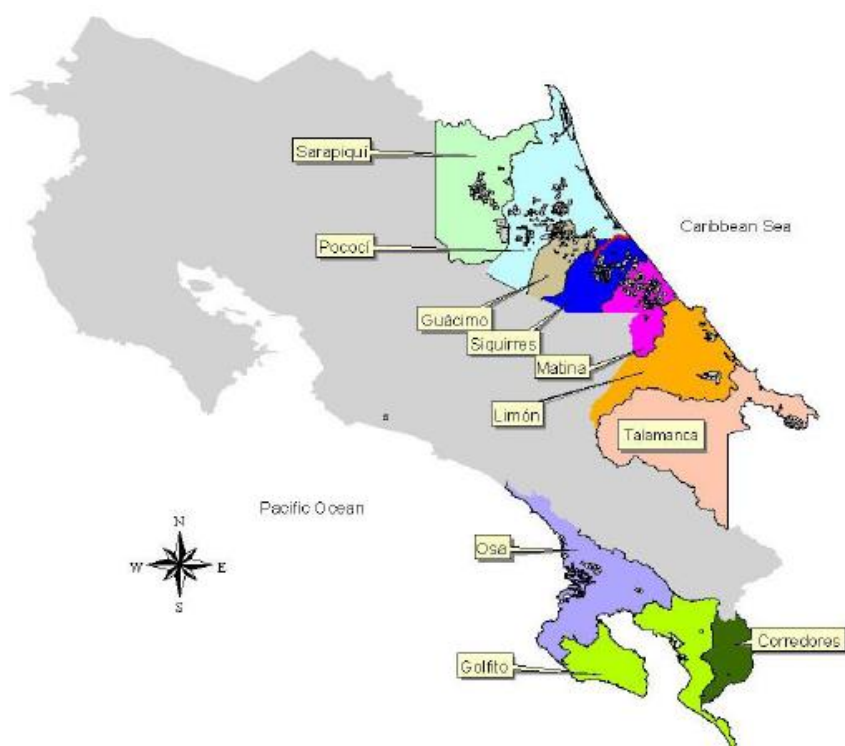 Sarapiquí
Caribbean Sea
Pococí
Guácimo
Siquirres
Matina
Limón
Talamanca
Pacific Ocean
N
W
E
S
Osa
Corredores
Golfito